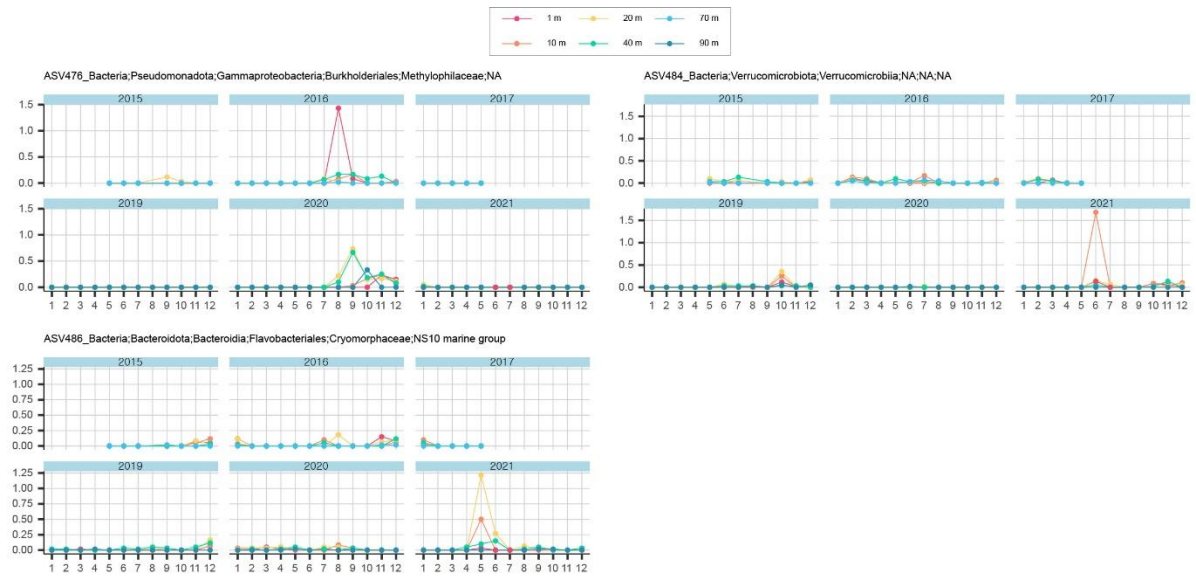 1 m 20 m 70 m
10 m 40 m 90 m
ASV476_Bacteria;Pseudomonadota;Gammaproteobacteria;Burkholderiales;Methylophilaceae;NA
2015 2016 2017
1.5
1.0
0.5
0.0
2019 2020 2021
1.5
1.0
0.5
0.0
1 2 3 4 5 6 7 8 9 10 11 12 1 2 3 4 5 6 7 8 9 10 11 12 1 2 3 4 5 6 7 8 9 10 11 12
ASV484_Bacteria;Verrucomicrobiota;Verrucomicrobiia;NA;NA;NA
2015 2016 2017
1.5
1.0
0.5
0.0
2019 2020 2021
1.5
1.0
0.5
0.0
1 2 3 4 5 6 7 8 9 10 11 12 1 2 3 4 5 6 7 8 9 10 11 12 1 2 3 4 5 6 7 8 9 10 11 12
ASV486_Bacteria;Bacteroidota;Bacteroidia;Flavobacteriales;Cryomorphaceae;NS10 marine group
2015 2016 2017
1.25
1.00
0.75
0.50
0.25
0.00
2019 2020 2021
1.25
1.00
0.75
0.50
0.25
0.00
1 2 3 4 5 6 7 8 9 10 11 12 1 2 3 4 5 6 7 8 9 10 11 12 1 2 3 4 5 6 7 8 9 10 11 12